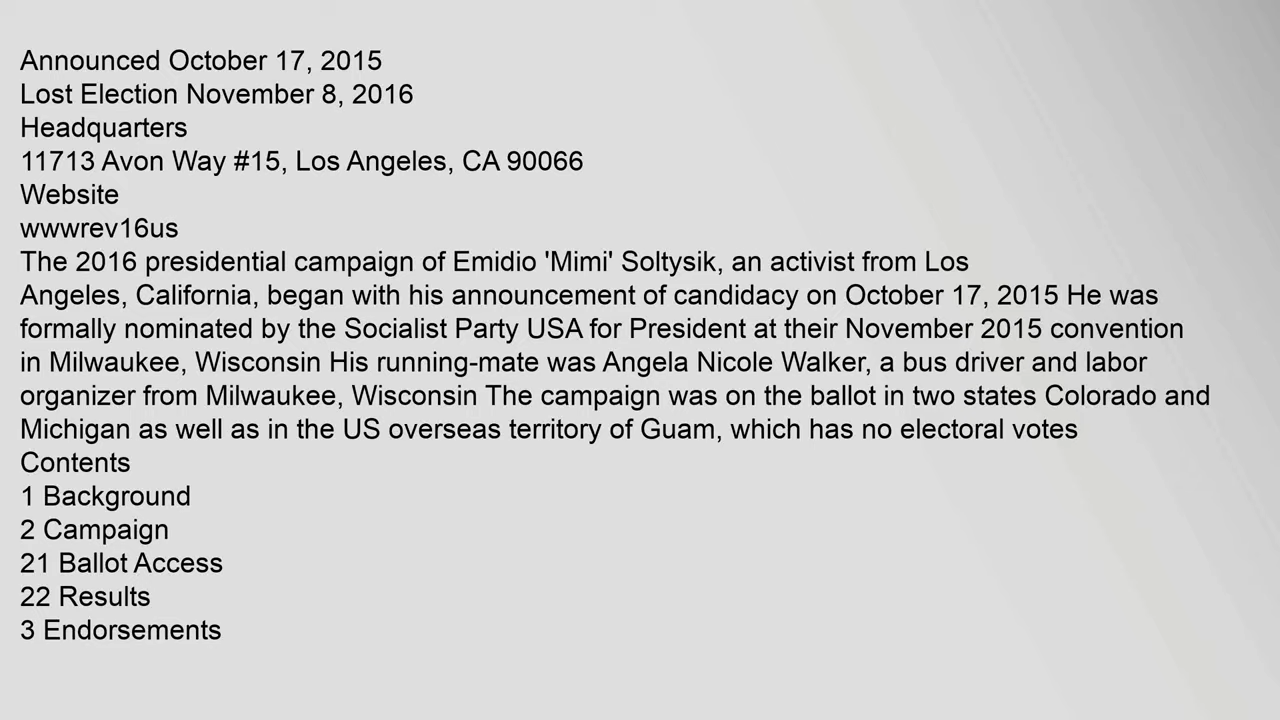 Announced October 17, 2015
Lost Election November 8, 2016
Headquarters
11713 Avon Way #15, Los Angeles, CA 90066
Website
wwwrev16us
The 2016 presidential campaign of Emidio 'Mimi' Soltysik, an activist from Los
Angeles, California, began with his announcement of candidacy on October 17, 2015 He was
formally nominated by the Socialist Party USA for President at their November 2015 convention
in Milwaukee, Wisconsin His running-mate was Angela Nicole Walker, a bus driver and labor
organizer from Milwaukee, Wisconsin The campaign was on the ballot in two states Colorado and
Michigan as well as in the US overseas territory of Guam, which has no electoral votes
Contents
1 Background
2 Campaign
21 Ballot Access
22 Results
3 Endorsements